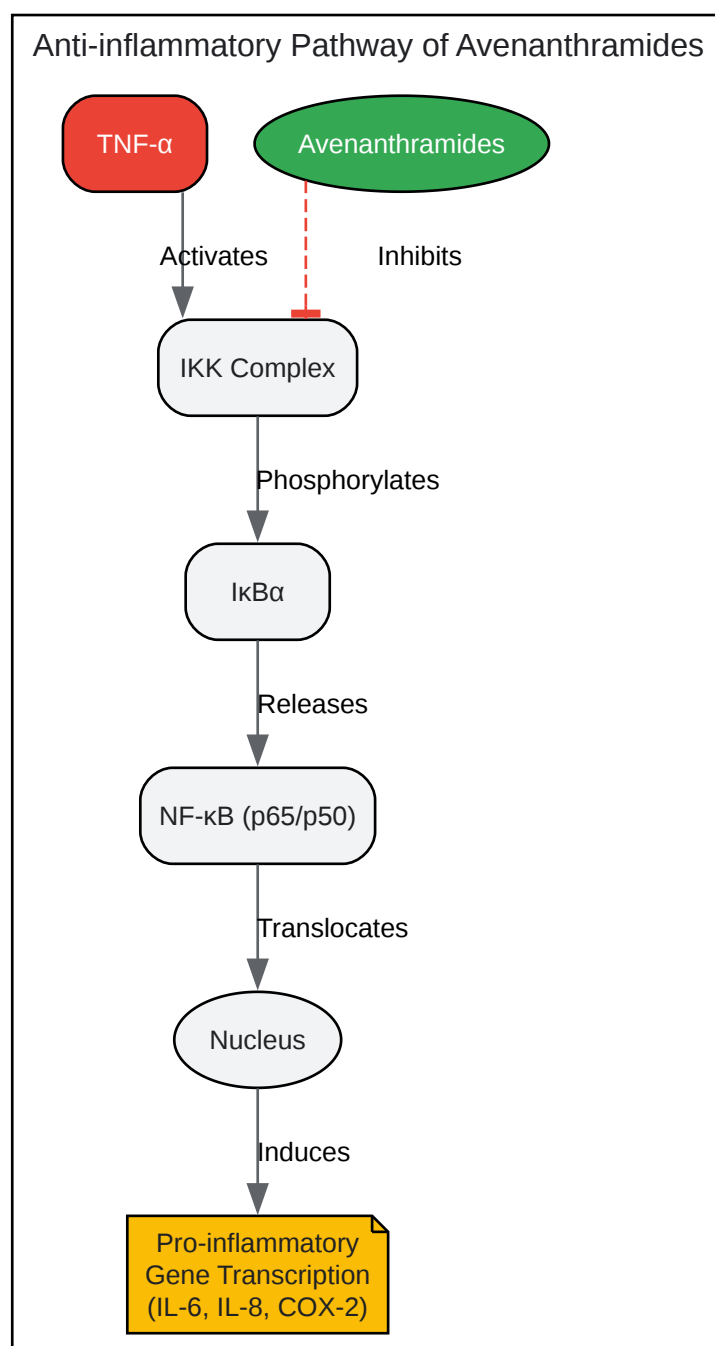 Anti-inflammatory Pathway of Avenanthramides
TNF-α
Avenanthramides
Activates
Inhibits
IKK Complex
Phosphorylates
IκBα
Releases
NF-κB (p65/p50)
Translocates
Nucleus
Induces
Pro-inflammatory
Gene Transcription
(IL-6, IL-8, COX-2)